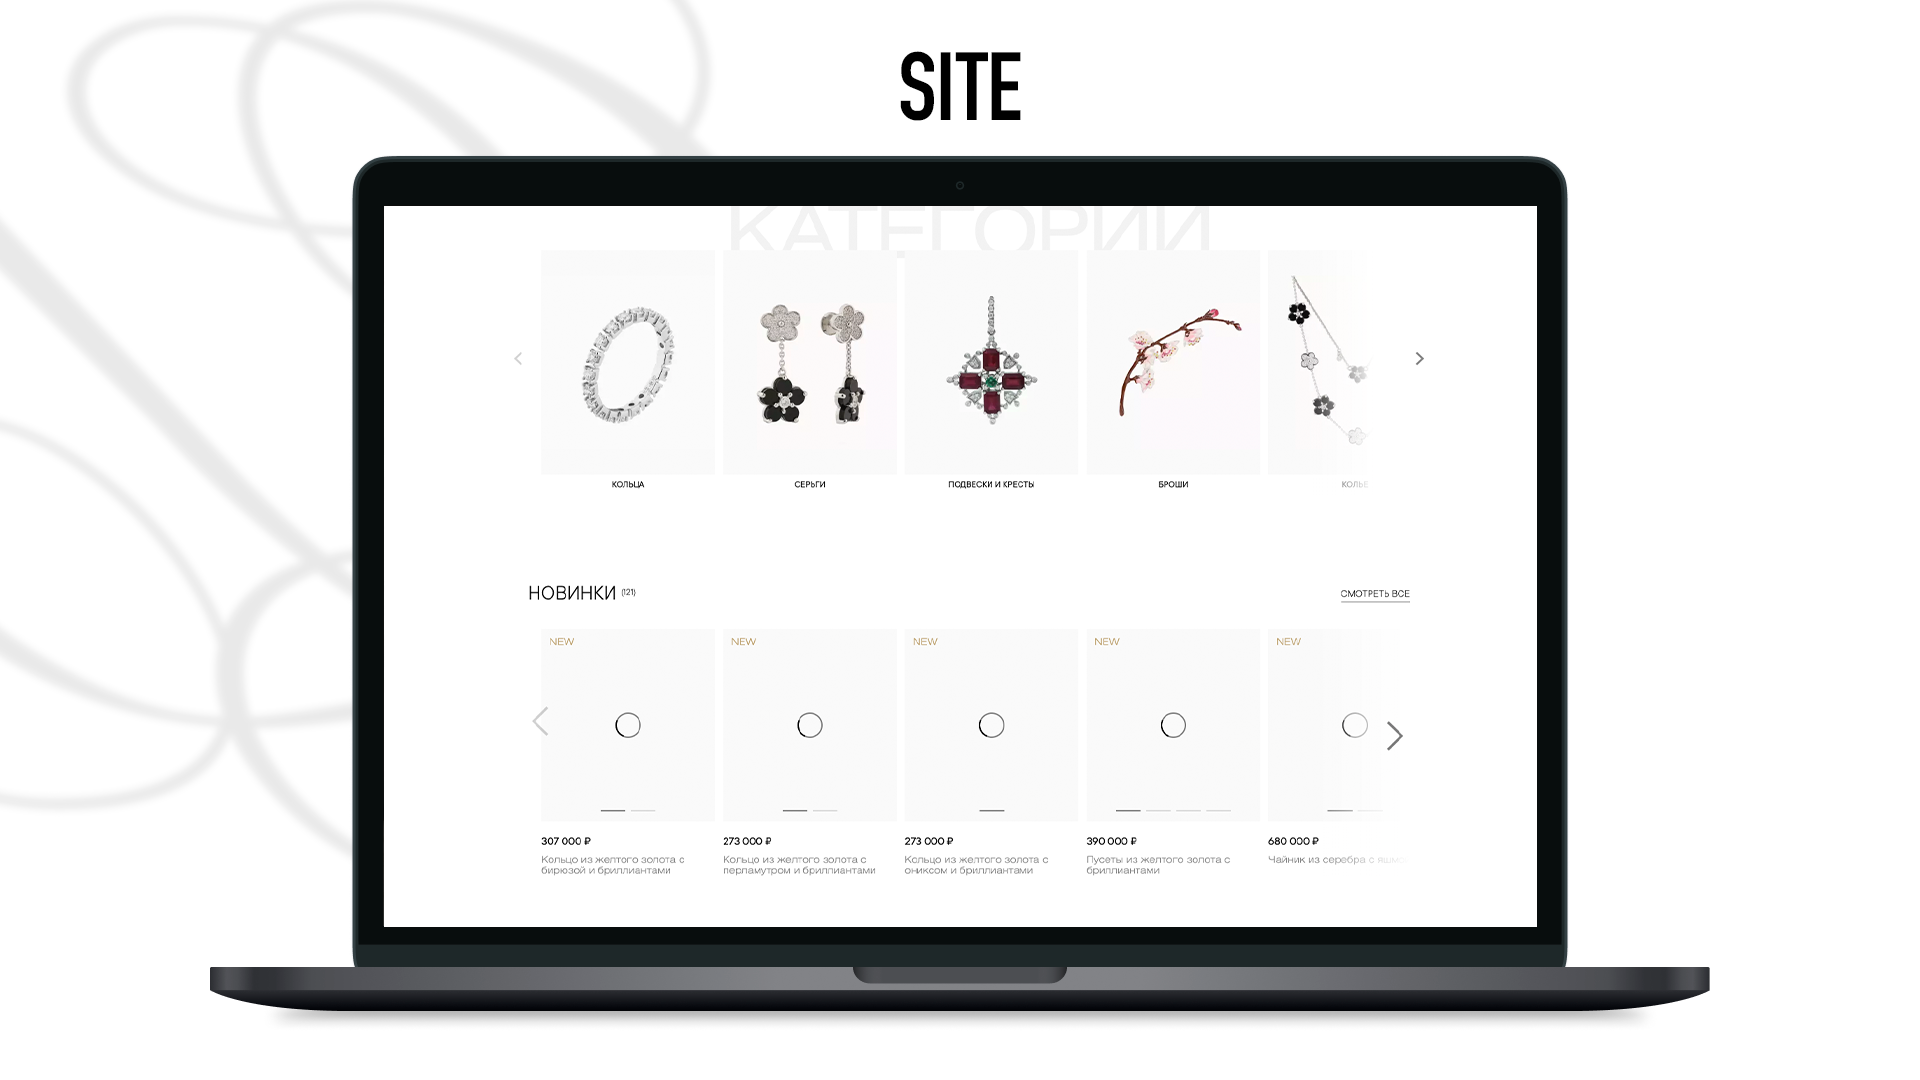 SITE
КАТЕГОРИИ
КОЛЬЦА
СЕРЬГИ
ПОДВЕСКИ И КРЕСТЫ
БРОШИ
КОЛЬЕ
НОВИНКИ (121)
СМОТРЕТЬ ВСЕ
NEW
NEW
NEW
NEW
NEW
307 000 ₽
Кольцо из желтого золота с
бирюзой и бриллиантами
273 000 ₽
Кольцо из желтого золота с
перламутром и бриллиантами
273 000 ₽
Кольцо из желтого золота с
ониксом и бриллиантами
390 000 ₽
Пусеты из желтого золота с
бриллиантами
680 000 ₽
Чайник из серебра с яшмо